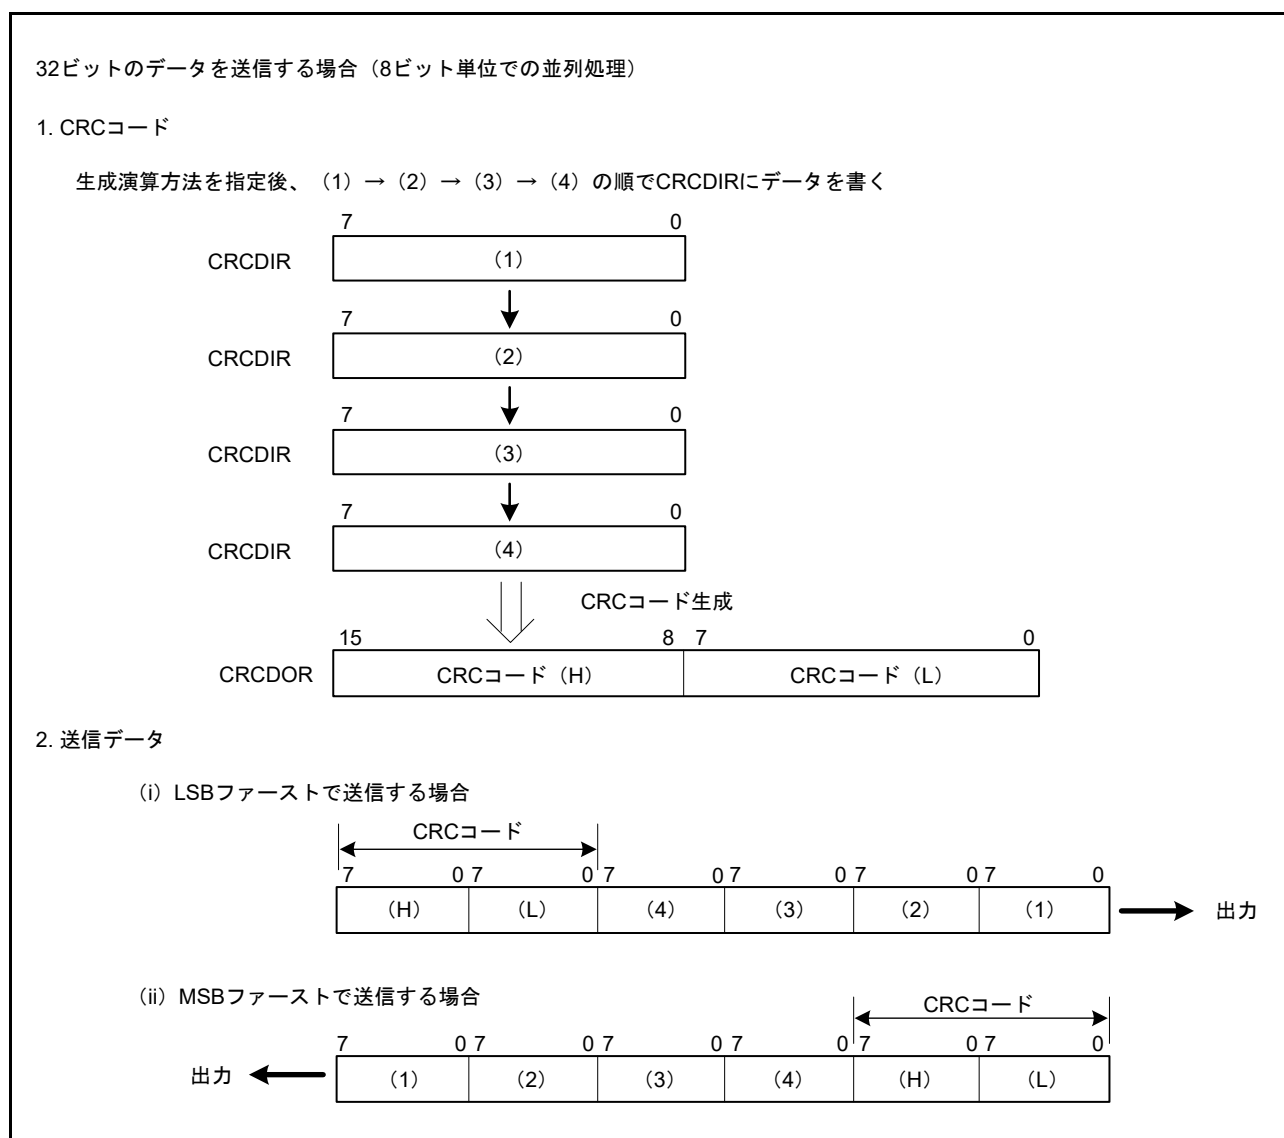 32ビットのデータを送信する場合（8ビット単位での並列処理）
1. CRCコード
生成演算方法を指定後、（1）→（2）→（3）→（4）の順でCRCDIRにデータを書く
7 0
CRCDIR （1）
7 0
CRCDIR （2）
7 0
CRCDIR （3）
7 0
CRCDIR （4）
CRCコード生成
15 8 7 0
CRCDOR CRCコード（H） CRCコード（L）
2. 送信データ
（i）LSBファーストで送信する場合
CRCコード
7 0 7 0 7 0 7 0 7 0 7 0
（H） （L） （4） （3） （2） （1） 出力
（ii）MSBファーストで送信する場合
CRCコード
7 0 7 0 7 0 7 0 7 0 7 0
出力 （1） （2） （3） （4） （H） （L）